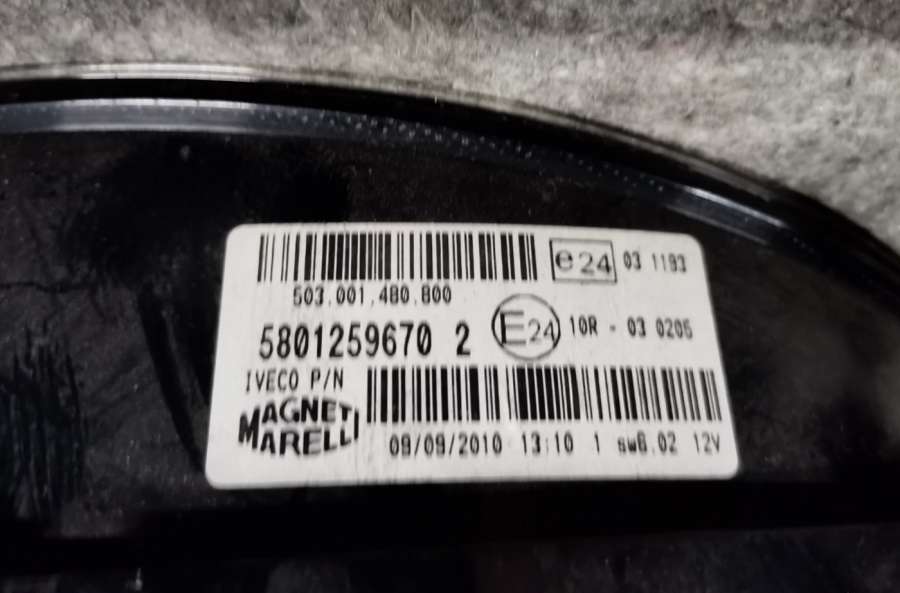 e24 03 1193
503.001.480.800
5801259670 2 E24 10R - 03 0205
IVECO P/N
MAGNETI
MARELLI
09/09/2010 13:10 1 sw6.02 12V